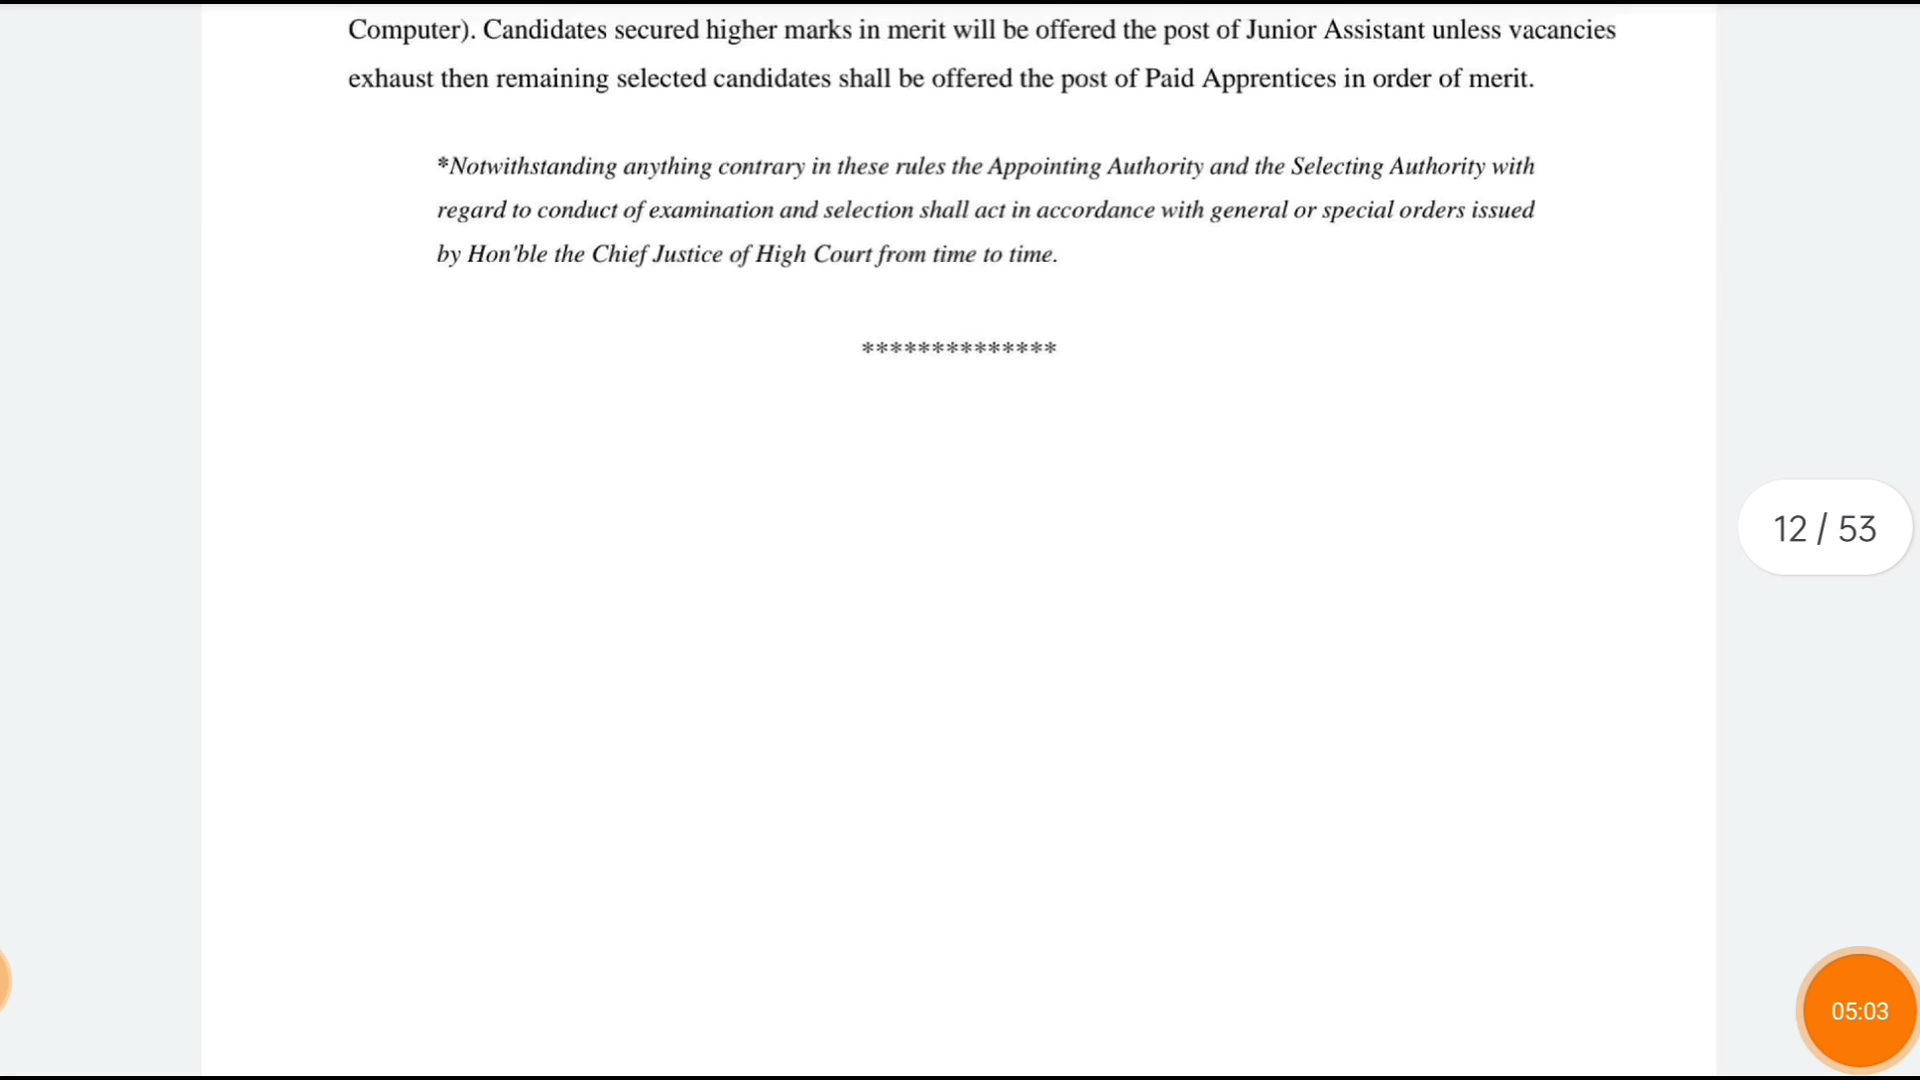 Computer). Candidates secured higher marks in merit will be offered the post of Junior Assistant unless vacancies
exhaust then remaining selected candidates shall be offered the post of Paid Apprentices in order of merit.
*Notwithstanding anything contrary in these rules the Appointing Authority and the Selecting Authority with
regard to conduct of examination and selection shall act in accordance with general or special orders issued
by Hon'ble the Chief Justice of High Court from time to time.
**************
12 / 53
05:03